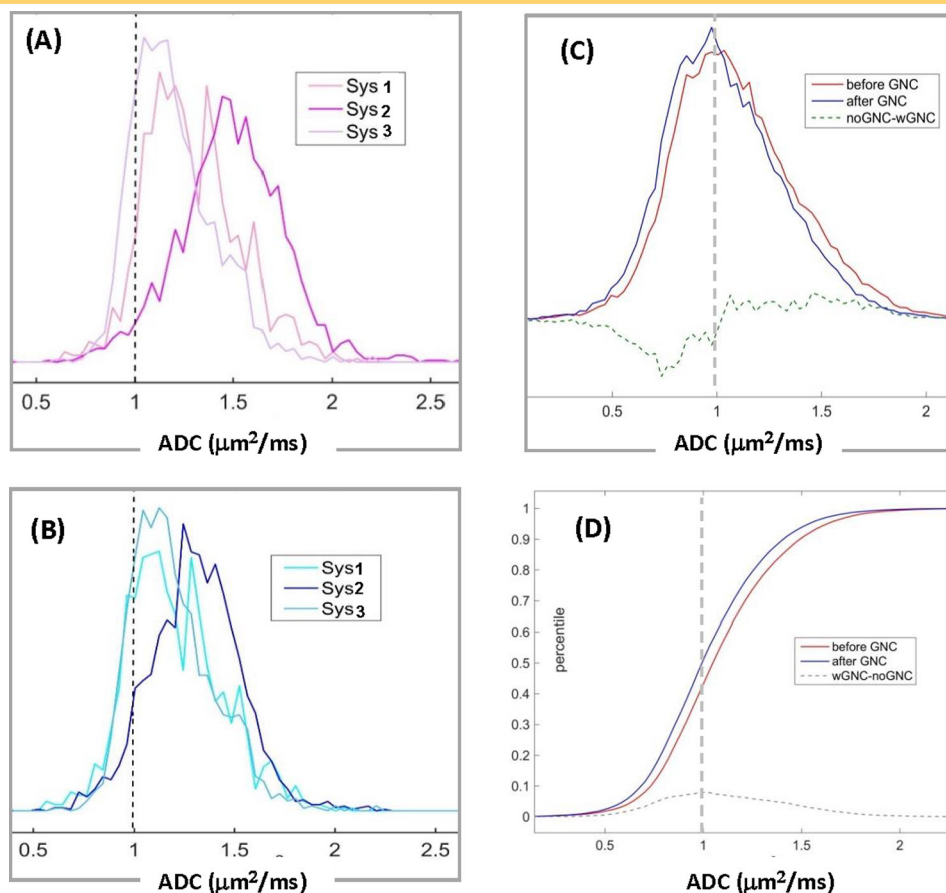 (A)
Sys 1
Sys 2
Sys 3
0.5 1 1.5 2 2.5
ADC (μm²/ms)
(B)
Sys1
Sys2
Sys3
0.5 1 1.5 2 2.5
ADC (μm²/ms)
(C)
before GNC
after GNC
noGNC-wGNC
0.5 1 1.5 2
ADC (μm²/ms)
(D)
1
0.9
0.8
0.7
0.6
0.5
0.4
0.3
0.2
0.1
0
percentile
before GNC
after GNC
wGNC-noGNC
0.5 1 1.5 2
ADC (μm²/ms)